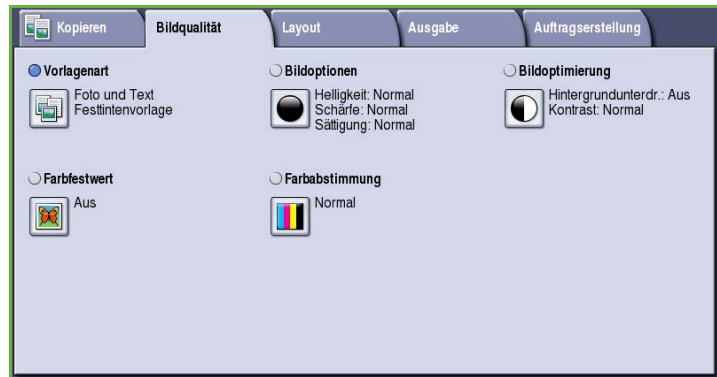 Kopieren
Bildqualität
Layout
Ausgabe
Auftragserstellung
Vorlagenart
Foto und Text
Festtintenvorlage
Bildoptionen
Helligkeit: Normal
Schärfe: Normal
Sättigung: Normal
Bildoptimierung
Hintergrundunterdr.: Aus
Kontrast: Normal
Farbfestwert
Aus
Farbabstimmung
Normal